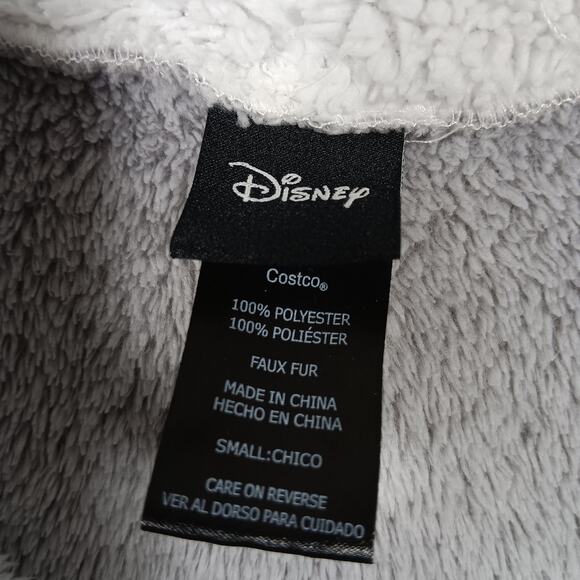 Disney
Costco®
100% POLYESTER
100% POLIÉSTER
FAUX FUR
MADE IN CHINA
HECHO EN CHINA
SMALL:CHICO
CARE ON REVERSE
VER AL DORSO PARA CUIDADO